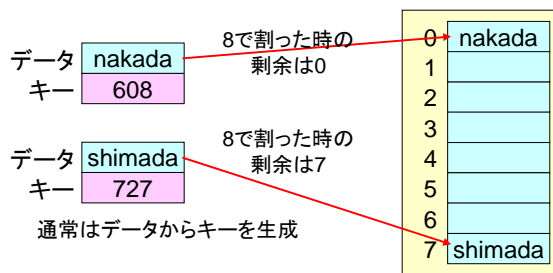 データ nakada
キー 608
8で割った時の
剰余は0
データ shimada
キー 727
8で割った時の
剰余は7
通常はデータからキーを生成
0 nakada
1
2
3
4
5
6
7 shimada